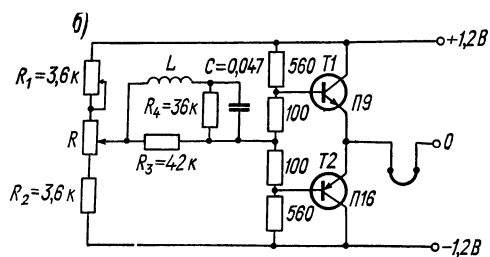 б)
+1,2В
L
C=0,047
560
T1
R₁=3,6к
R₄=36к
100
П9
R
0
R₃=42к
100
T2
R₂=3,6к
560
П16
−1,2В